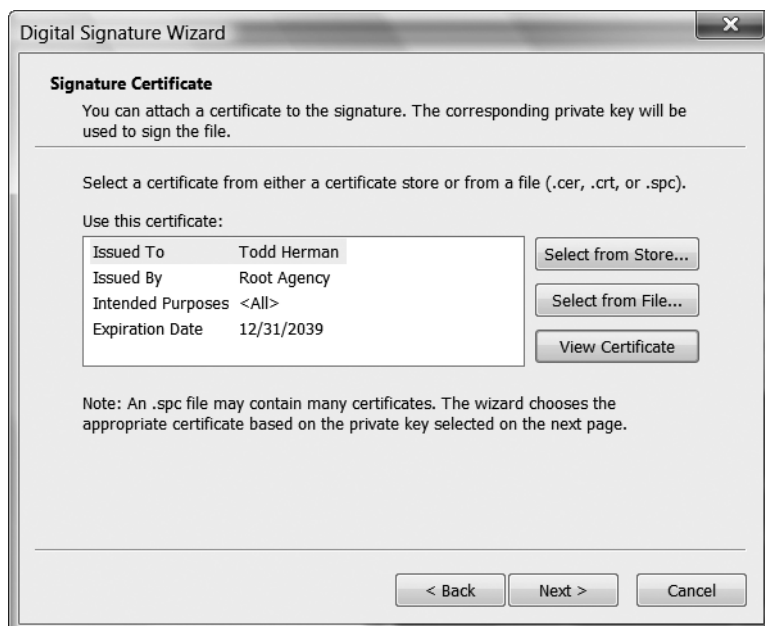 Digital Signature Wizard
Signature Certificate
You can attach a certificate to the signature. The corresponding private key will be
used to sign the file.
Select a certificate from either a certificate store or from a file (.cer, .crt, or .spc).
Use this certificate:
Issued To Todd Herman
Issued By Root Agency
Intended Purposes <All>
Expiration Date 12/31/2039
Select from Store...
Select from File...
View Certificate
Note: An .spc file may contain many certificates. The wizard chooses the
appropriate certificate based on the private key selected on the next page.
< Back Next > Cancel